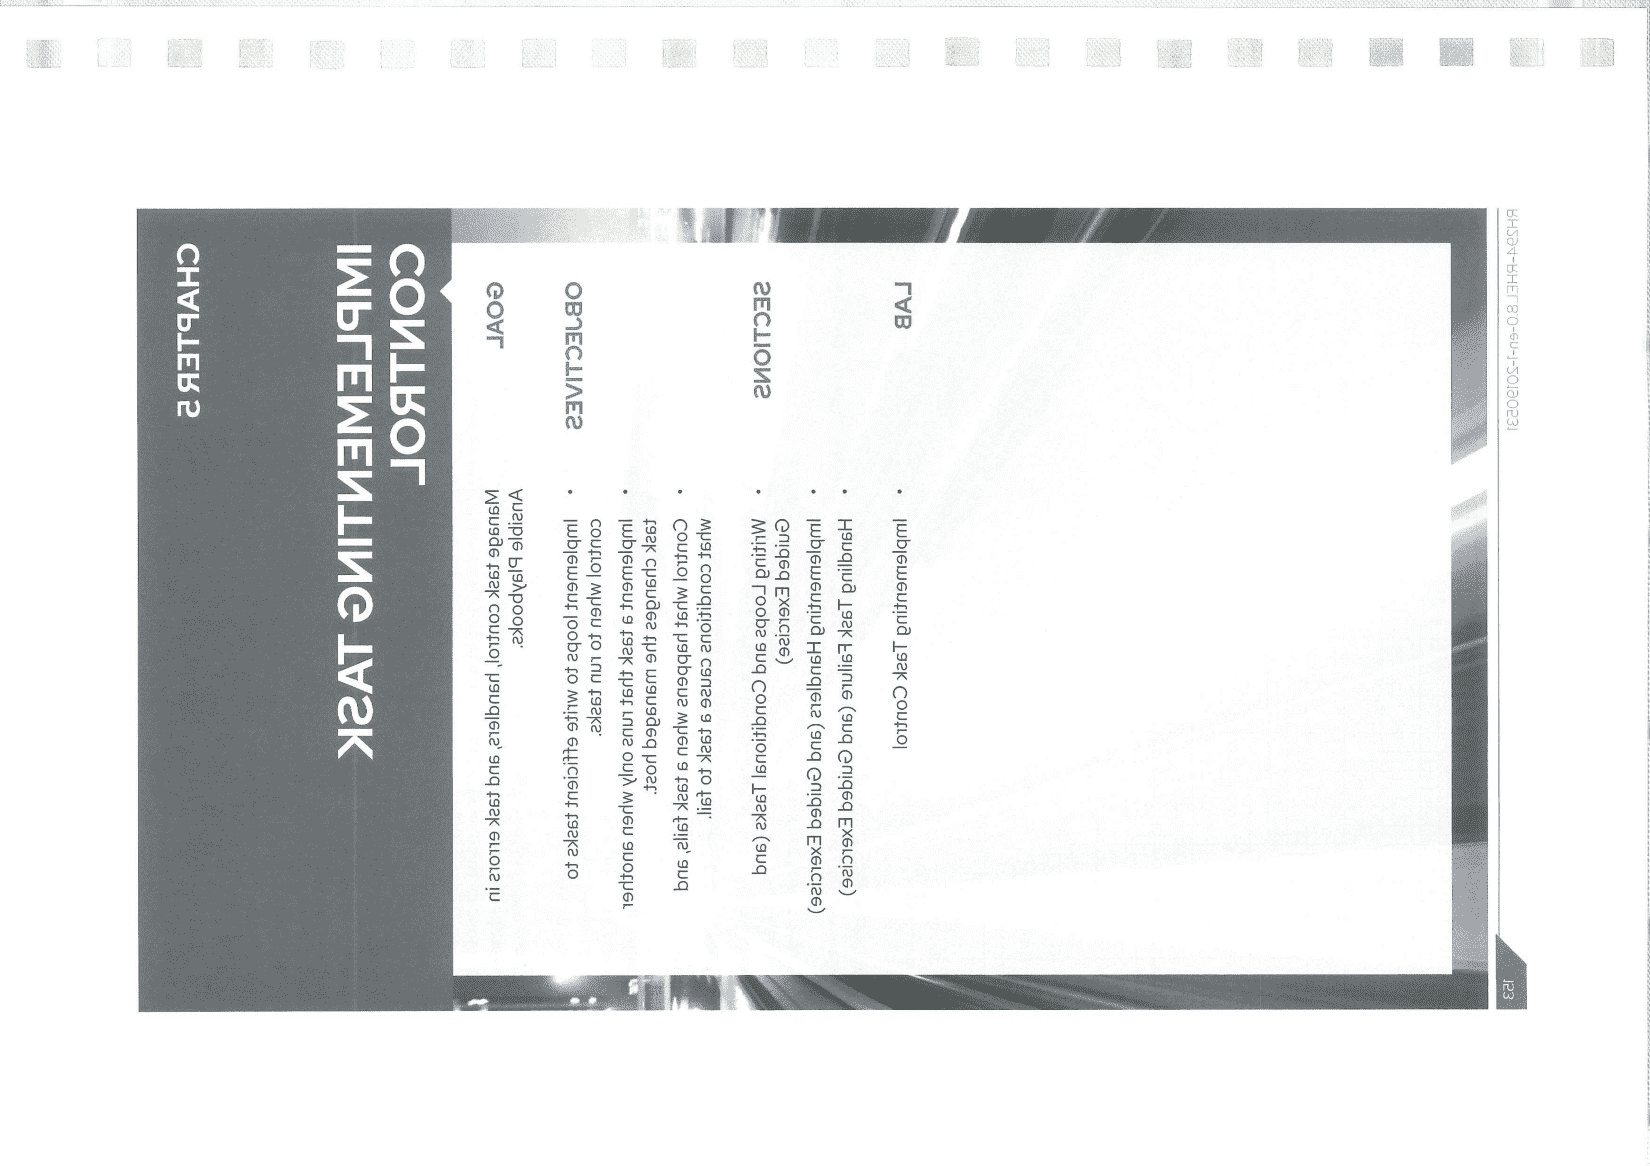 CHAPTER 5
IMPLEMENTING TASK
CONTROL
GOAL
Manage task control, handlers, and task errors in
Ansible Playbooks.
OBJECTIVES
• Implement loops to write efficient tasks to
control when to run tasks.
• Implement a task that runs only when another
task changes the managed host.
• Control what happens when a task fails, and
what conditions cause a task to fail.
SECTIONS
• Writing Loops and Conditional Tasks (and
Guided Exercise)
• Implementing Handlers (and Guided Exercise)
• Handling Task Failure (and Guided Exercise)
LAB
• Implementing Task Control
RH294-RHEL8.0-en-1-20190531
153